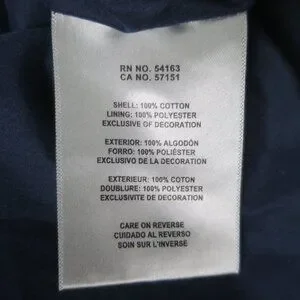 RN NO. 54163
CA NO. 57151
SHELL: 100% COTTON
LINING: 100% POLYESTER
EXCLUSIVE OF DECORATION
EXTERIOR: 100% ALGODÓN
FORRO: 100% POLIÉSTER
EXCLUSIVO DE LA DECORATION
EXTERIEUR: 100% COTON
DOUBLURE: 100% POLYESTER
EXCLUSIVITE DE DECORATION
CARE ON REVERSE
CUIDADO AL REVERSO
SOIN SUR L'INVERSE